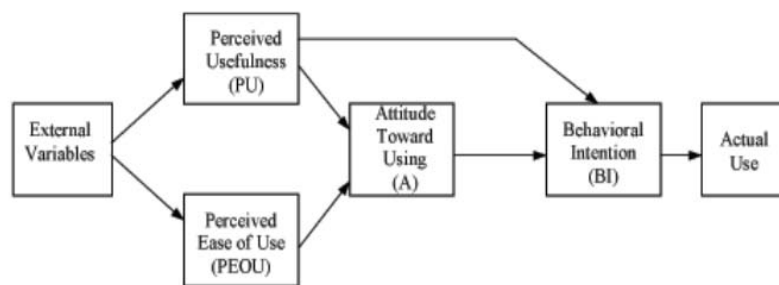 External
Variables
Perceived
Usefulness
(PU)
Perceived
Ease of Use
(PEOU)
Attitude
Toward
Using
(A)
Behavioral
Intention
(BI)
Actual
Use